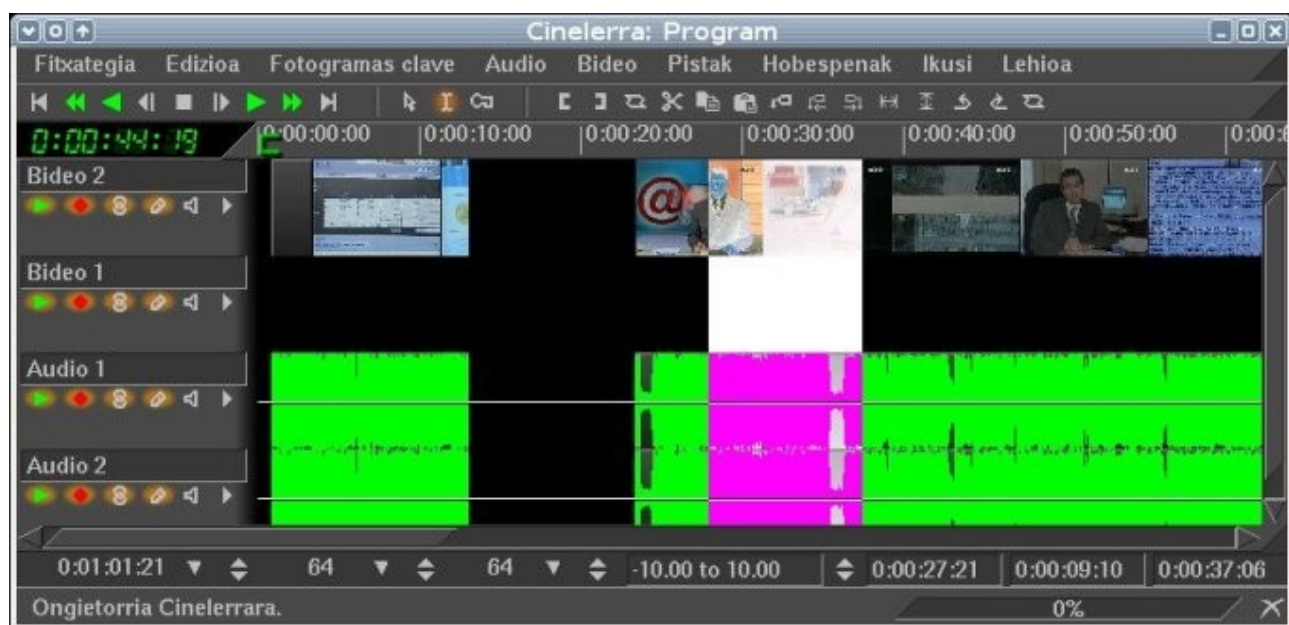 Cinelerra: Program
Fitxategia Edizioa Fotogramas clave Audio Bideo Pistak Hobespenak Ikusi Lehioa
0:00:44:19 0:00:00:00 0:00:10:00 0:00:20:00 0:00:30:00 0:00:40:00 0:00:50:00 0:00:
Bideo 2
@
Bideo 1
Audio 1
Audio 2
0:01:01:21 64 64 -10.00 to 10.00 0:00:27:21 0:00:09:10 0:00:37:06
Ongietorria Cinelerrara. 0%